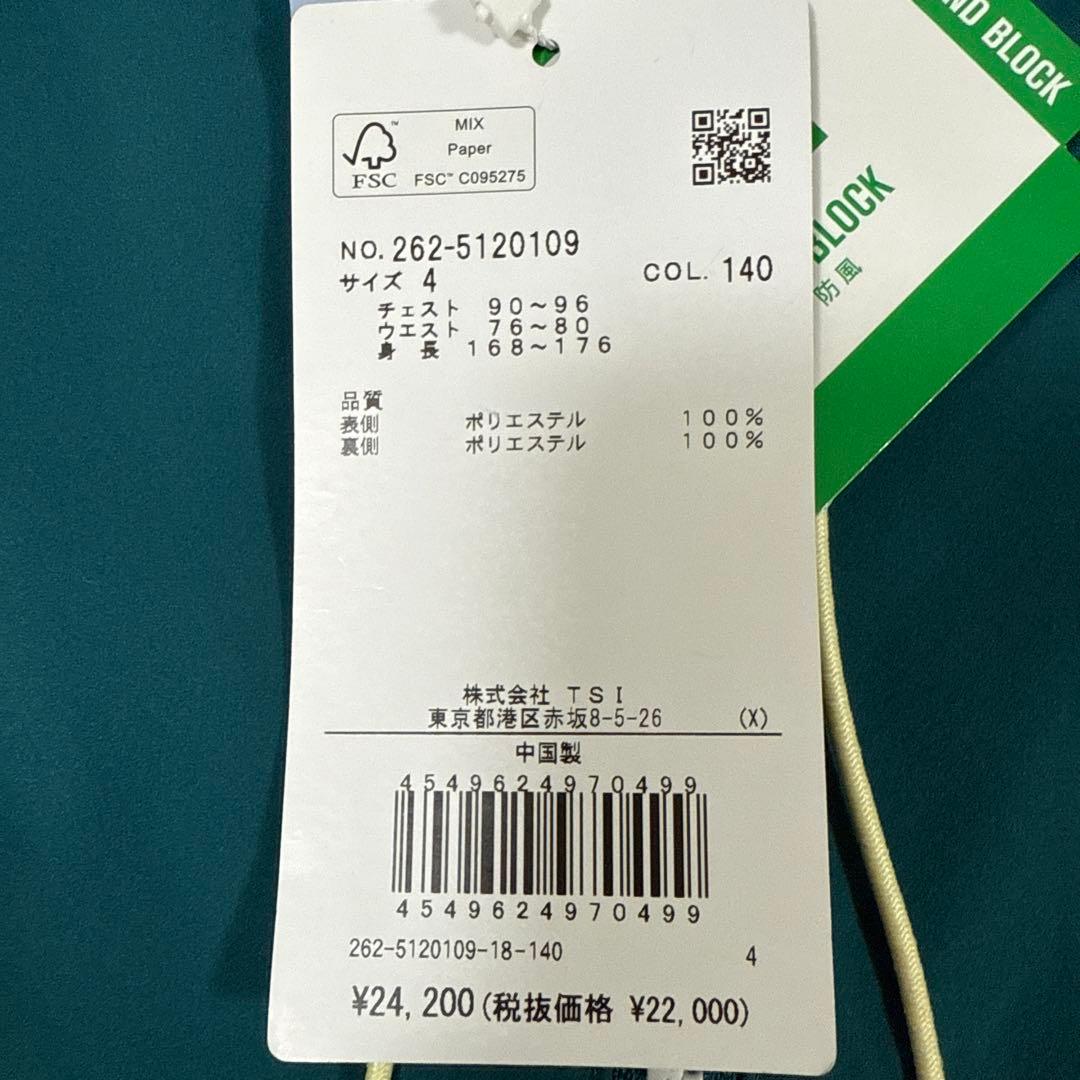 MIX
Paper
FSC™ C095275
FSC
NO. 262-5120109
サイズ 4
COL. 140
チェスト 90～96
ウエスト 76～80
身長 168～176
品質
表側 ポリエステル 100%
裏側 ポリエステル 100%
株式会社 TSI
東京都港区赤坂8-5-26 (X)
中国製
4549624970499
4549624970499
262-5120109-18-140 4
¥24,200(税抜価格 ¥22,000)
ND BLOCK
BLOCK
防風